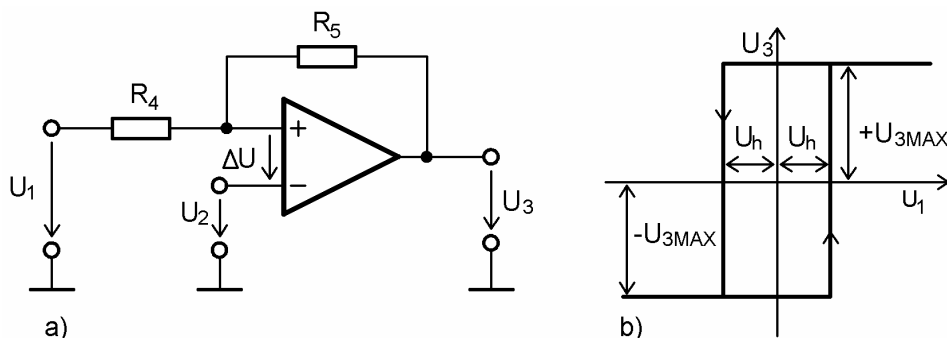 R5
R4
+
ΔU
−
U1
U2
U3
a)
U3
Uh Uh
+U3MAX
U1
-U3MAX
b)